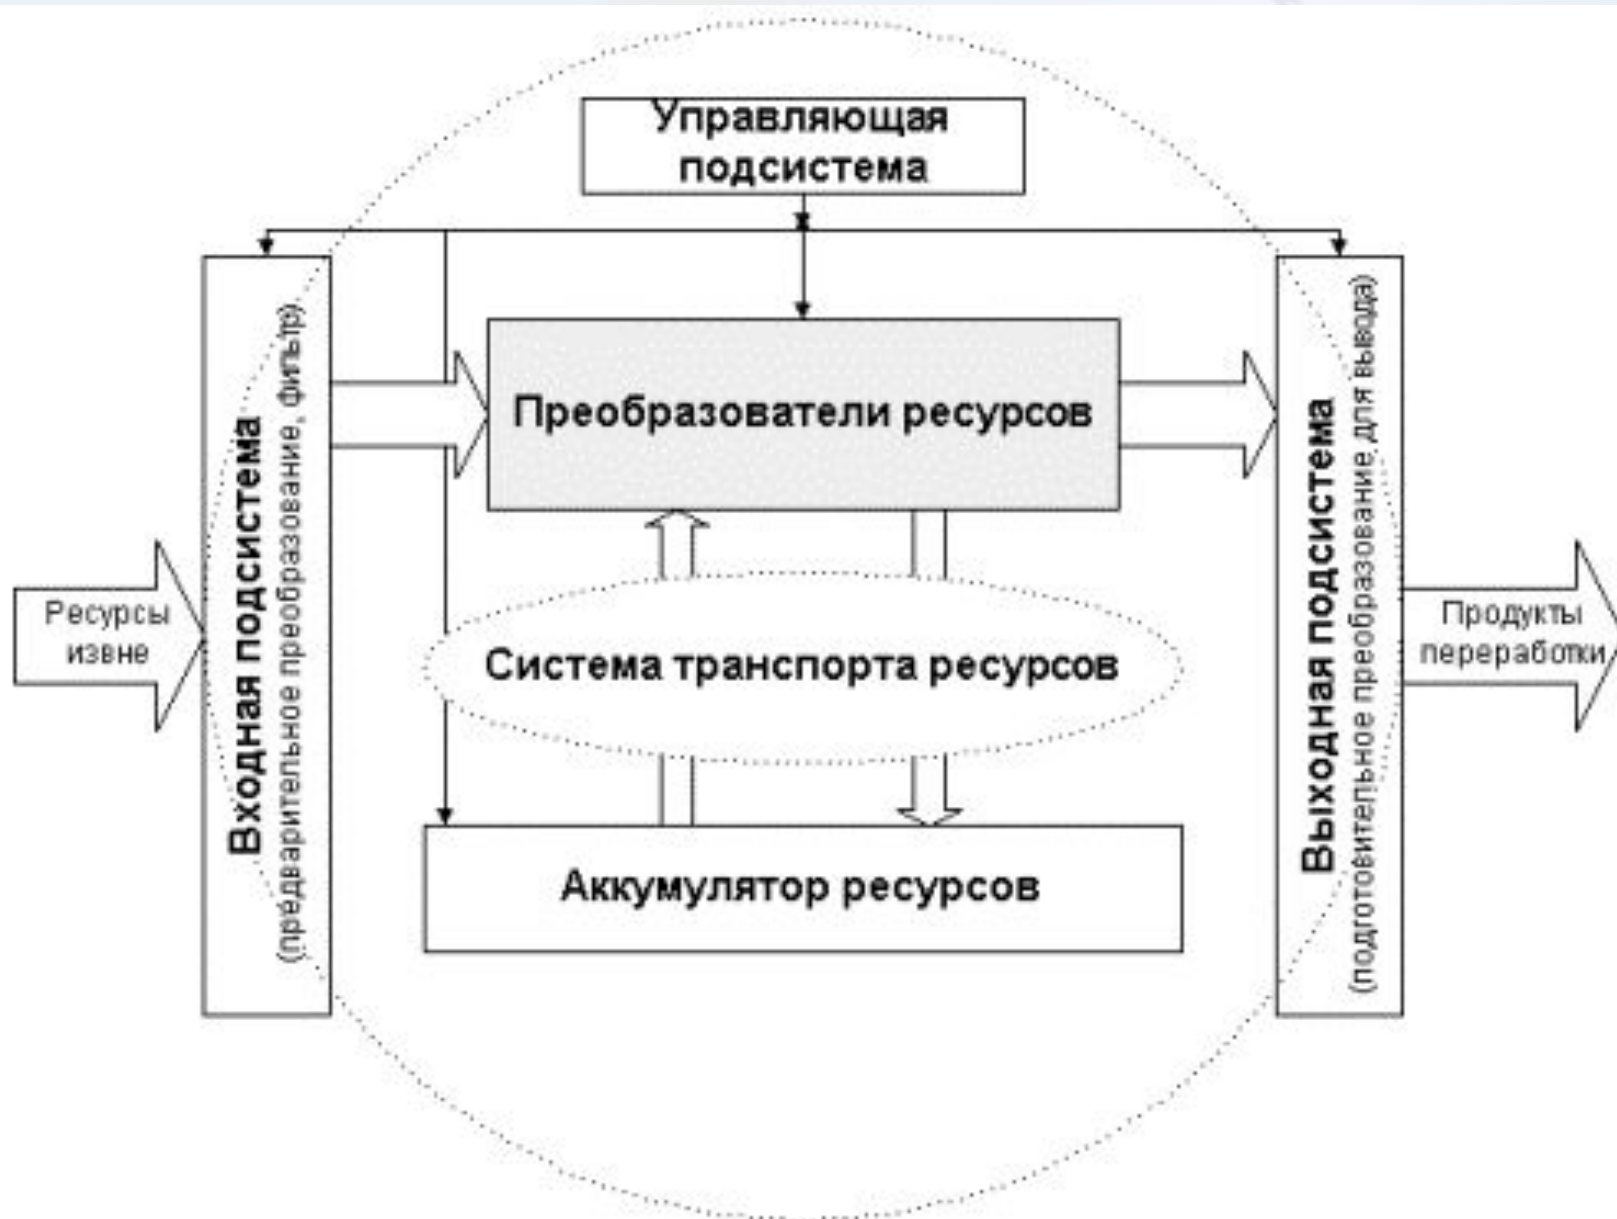 Управляющая
подсистема
Входная подсистема
(предварительное преобразование, фильтр)
Преобразователи ресурсов
Выходная подсистема
(подготовительное преобразование для вывода)
Ресурсы
извне
Система транспорта ресурсов
Продукты
переработки
Аккумулятор ресурсов